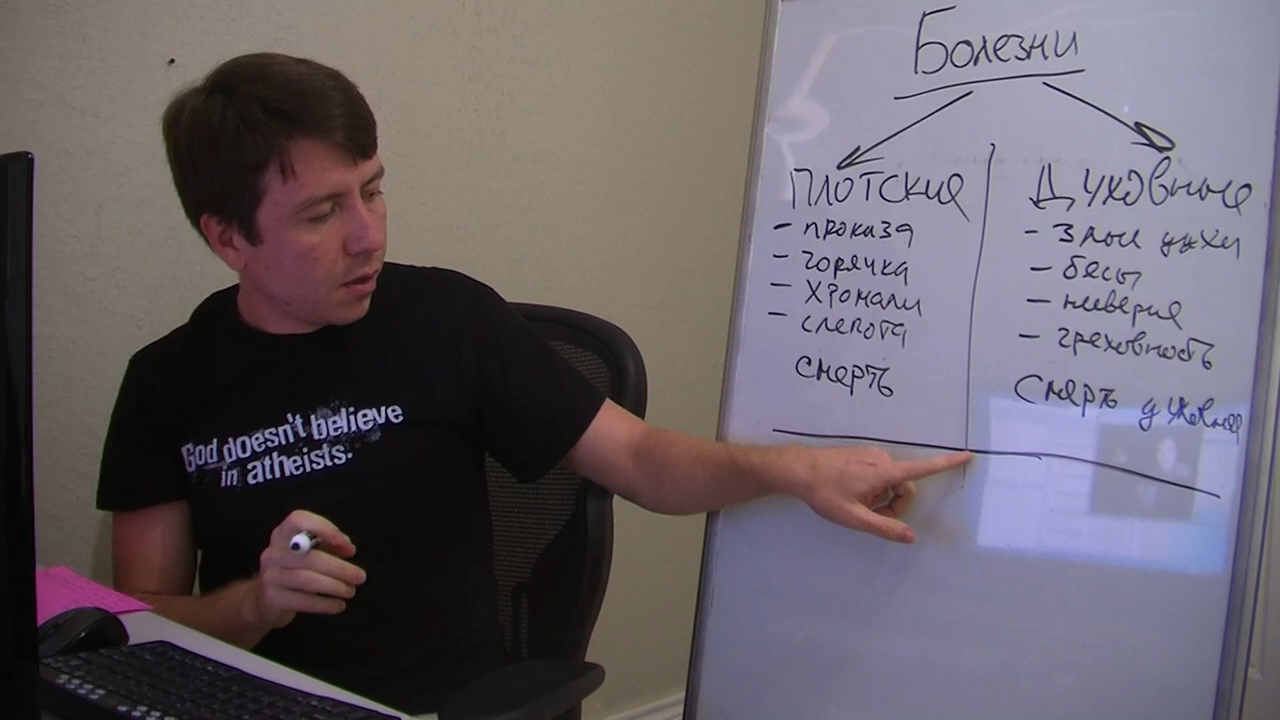 Болезни
Плотские
- проказа
- горячка
- хромали
- слепота
смерть
Духовные
- злые духи
- бесы
- неверие
- греховность
Смерть духовная
God doesn't believe
in atheists.